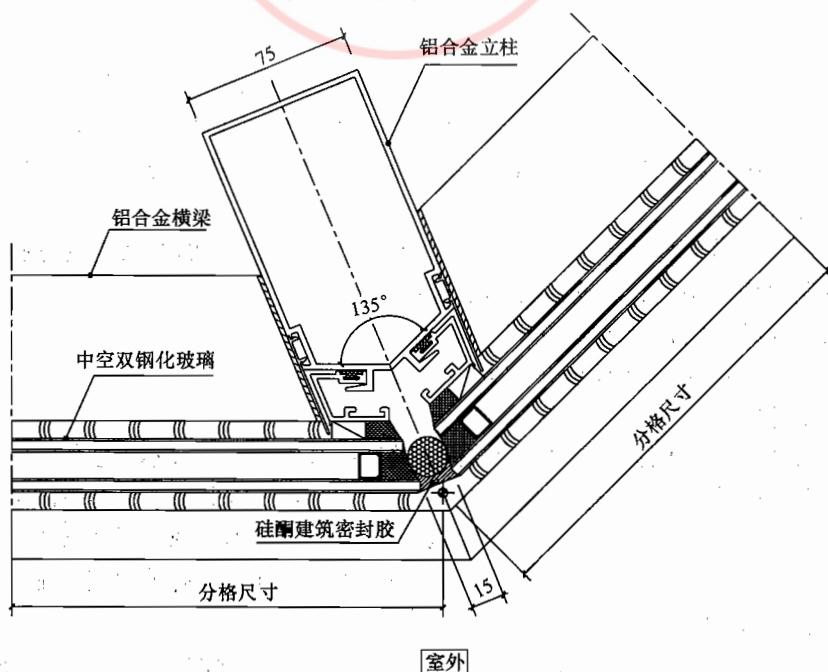 75
铝合金立柱
铝合金横梁
135°
中空双钢化玻璃
分格尺寸
硅酮建筑密封胶
15
分格尺寸
室外